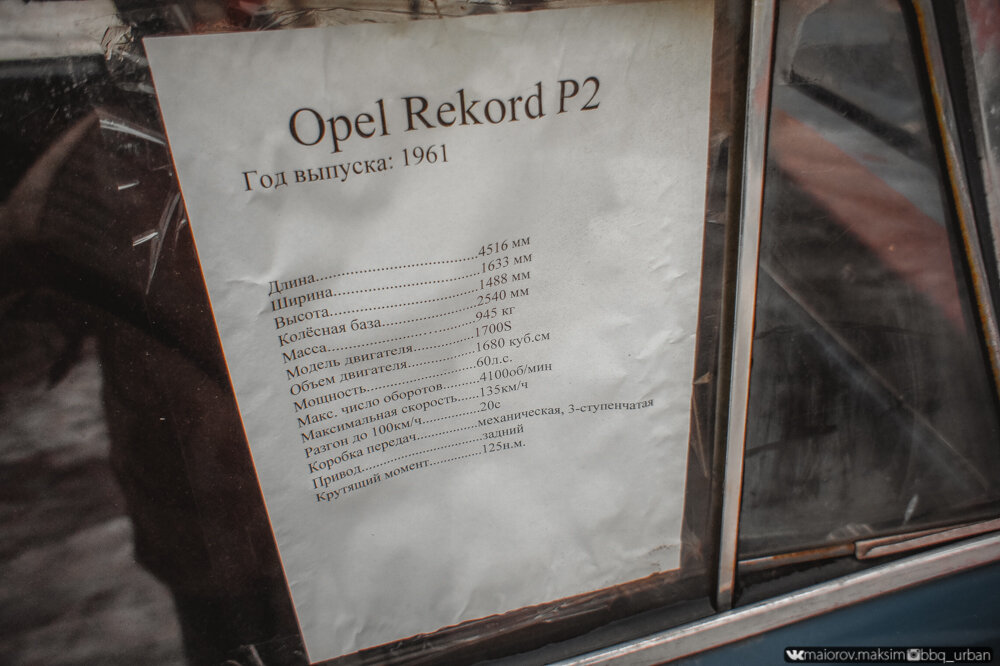 Opel Rekord P2
Год выпуска: 1961
Длина..........................................4516 мм
Ширина......................................1633 мм
Высота......................................1488 мм
Колёсная база........................2540 мм
Масса......................................945 кг
Модель двигателя................1700S
Объем двигателя..................1680 куб.см
Мощность............................60л.с.
Макс. число оборотов.........4100об/мин
Максимальная скорость......135км/ч
Разгон до 100км/ч...............20с
Коробка передач................механическая, 3-ступенчатая
Привод................................задний
Крутящий момент..............125н.м.
maiorov.maksim bbq_urban